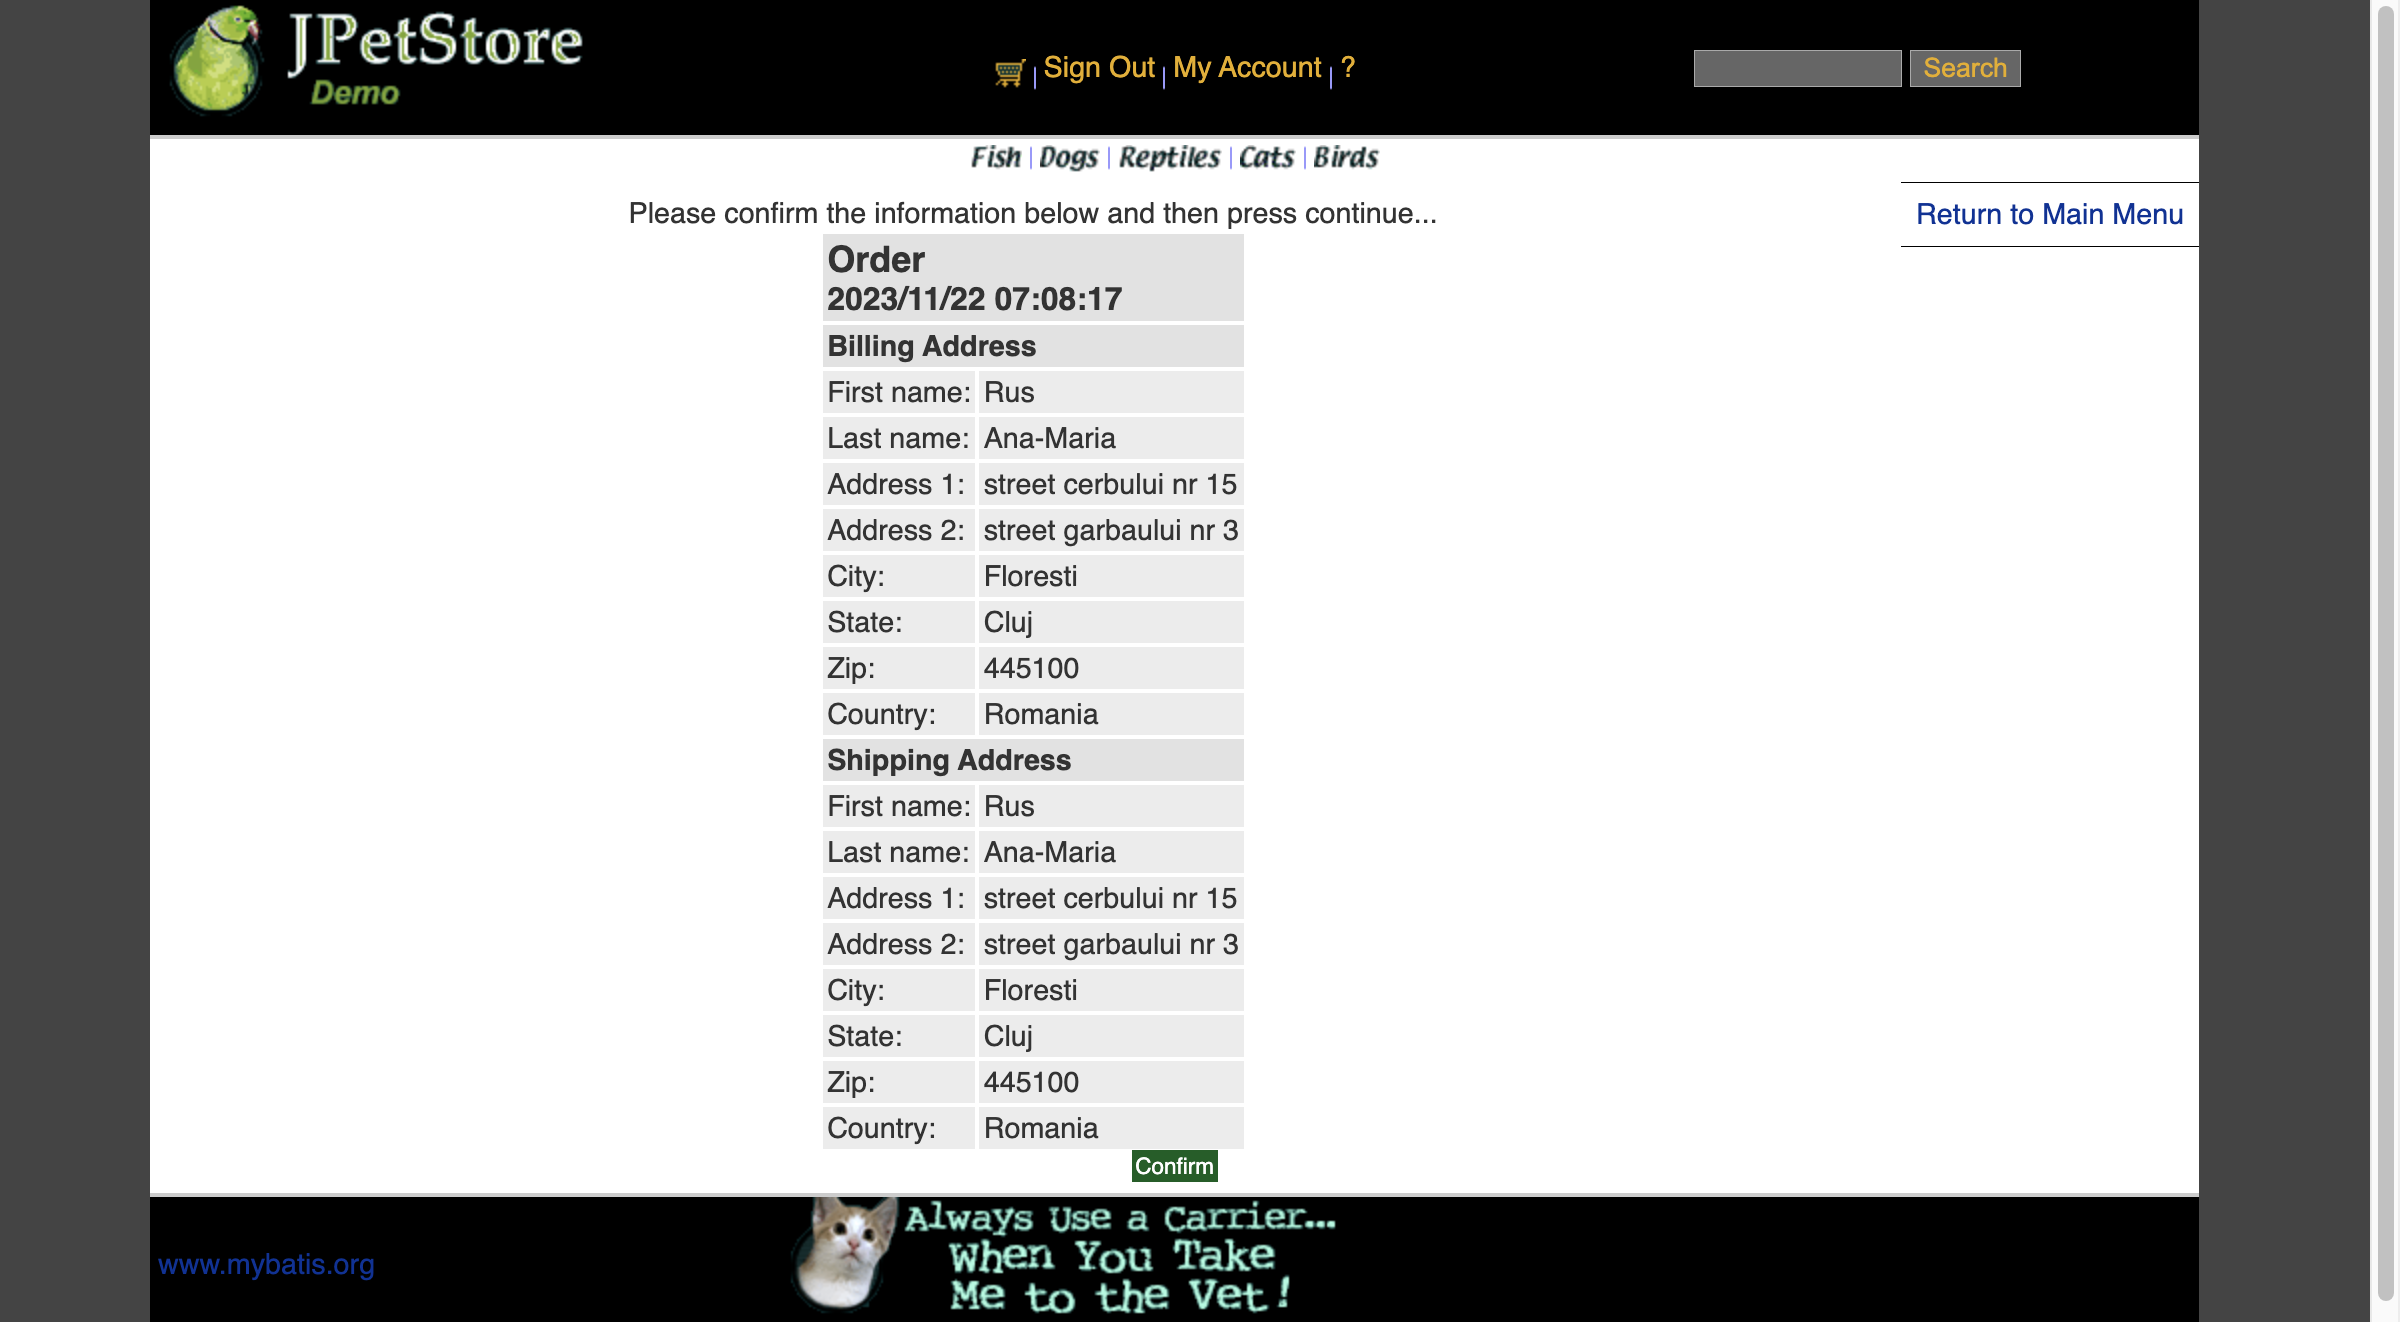 JPetStore
Demo
Sign Out | My Account | ?
Search
Fish | Dogs | Reptiles | Cats | Birds
Return to Main Menu
Please confirm the information below and then press continue...
Order
2023/11/22 07:08:17
Billing Address
First name: Rus
Last name: Ana-Maria
Address 1: street cerbului nr 15
Address 2: street garbaului nr 3
City: Floresti
State: Cluj
Zip: 445100
Country: Romania
Shipping Address
First name: Rus
Last name: Ana-Maria
Address 1: street cerbului nr 15
Address 2: street garbaului nr 3
City: Floresti
State: Cluj
Zip: 445100
Country: Romania
Confirm
www.mybatis.org
Always Use a Carrier...
When You Take
Me to the Vet!